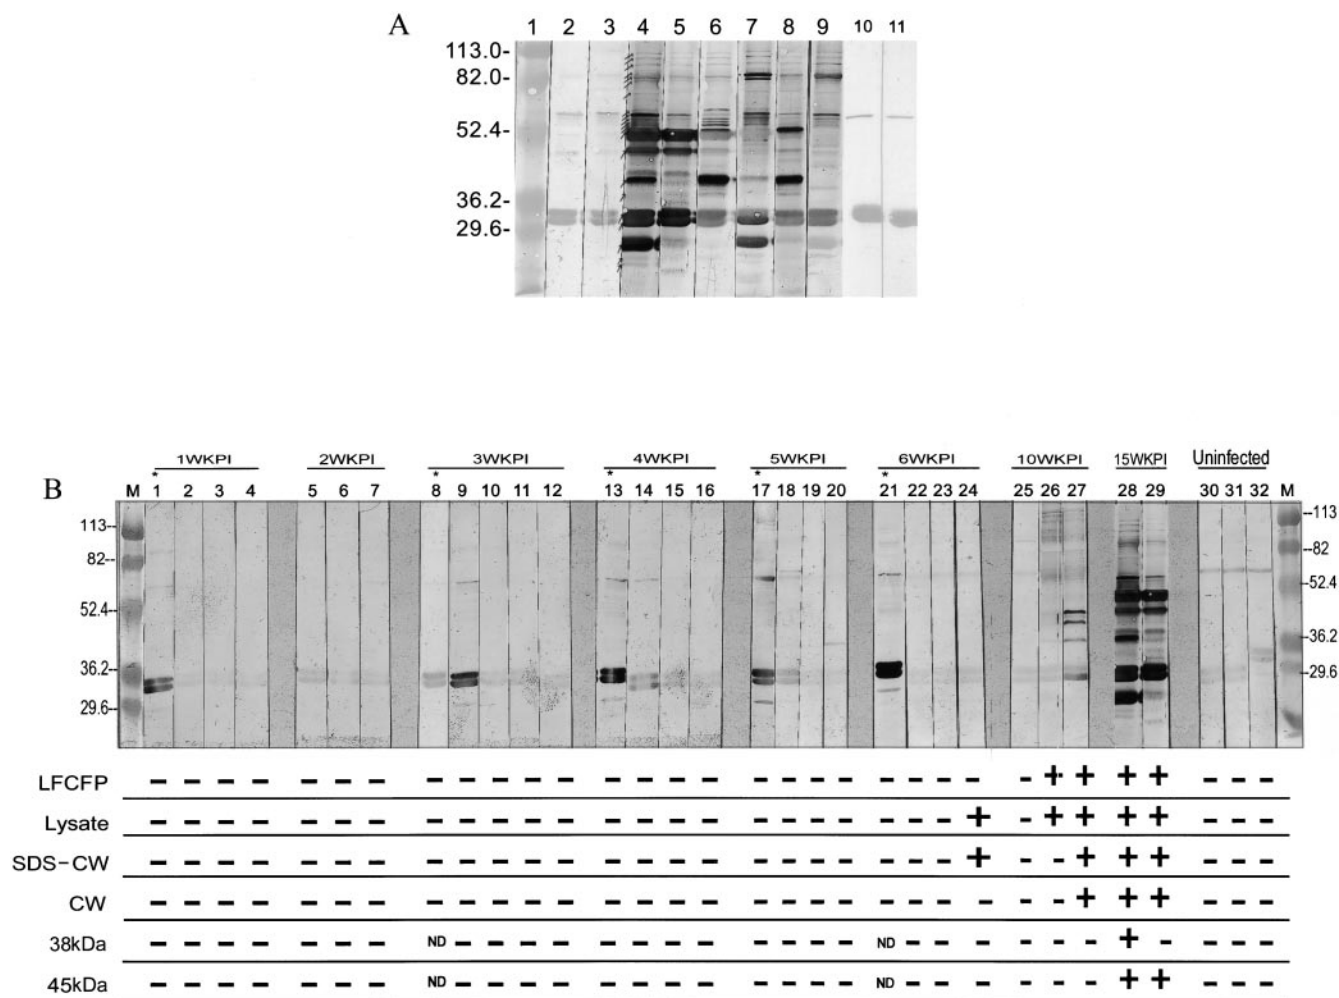 A
1 2 3 4 5 6 7 8 9 10 11
113.0-
82.0-
52.4-
36.2-
29.6-
B
1WKPI 2WKPI 3WKPI 4WKPI 5WKPI 6WKPI 10WKPI 15WKPI Uninfected
* * * * *
M 1 2 3 4 5 6 7 8 9 10 11 12 13 14 15 16 17 18 19 20 21 22 23 24 25 26 27 28 29 30 31 32 M
113- --113
82-- --82
52.4- --52.4
36.2- -36.2
29.6- --29.6
LFCFP - - - - - - - - - - - - - - - - - - - - - - - - - + + + + - - -
Lysate - - - - - - - - - - - - - - - - - - - - - - - + - + + + + - - -
SDS-CW - - - - - - - - - - - - - - - - - - - - - - - + - - + + + - - -
CW - - - - - - - - - - - - - - - - - - - - - - - - - - + + + - - -
38kDa - - - - - - - ND - - - - - - - - - - - - ND - - - - - - + - - - -
45kDa - - - - - - - ND - - - - - - - - - - - - ND - - - - - - + + - - -